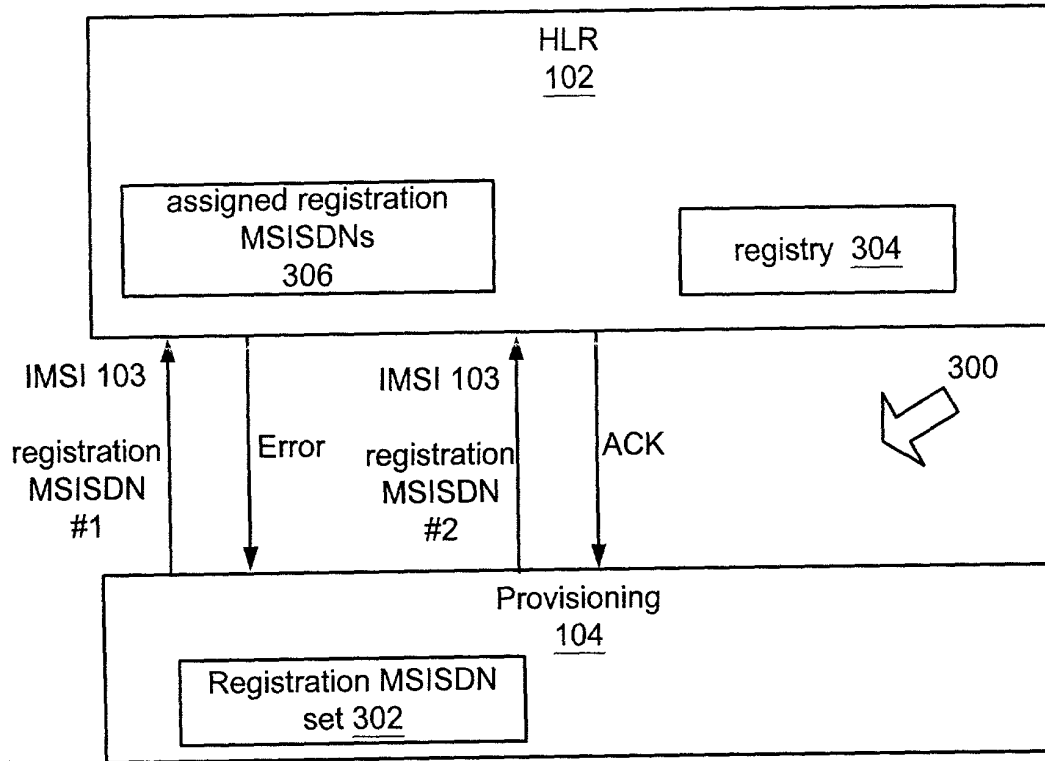 HLR
102
assigned registration
MSISDNs
306
registry 304
IMSI 103
registration
MSISDN
#1
Error
IMSI 103
registration
MSISDN
#2
ACK
300
Provisioning
104
Registration MSISDN
set 302